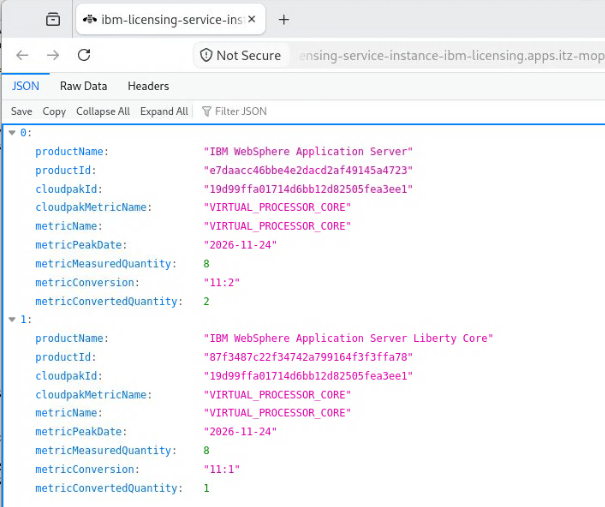 ibm-licensing-service-inst
Not Secure
ensing-service-instance-ibm-licensing.apps.itz-mop
JSON Raw Data Headers
Save Copy Collapse All Expand All Filter JSON
0:
productName: "IBM WebSphere Application Server"
productId: "e7daacc46bbe4e2dacd2af49145a4723"
cloudpakId: "19d99ffa01714d6bb12d82505fea3ee1"
cloudpakMetricName: "VIRTUAL_PROCESSOR_CORE"
metricName: "VIRTUAL_PROCESSOR_CORE"
metricPeakDate: "2026-11-24"
metricMeasuredQuantity: 8
metricConversion: "11:2"
metricConvertedQuantity: 2
1:
productName: "IBM WebSphere Application Server Liberty Core"
productId: "87f3487c22f34742a799164f3f3ffa78"
cloudpakId: "19d99ffa01714d6bb12d82505fea3ee1"
cloudpakMetricName: "VIRTUAL_PROCESSOR_CORE"
metricName: "VIRTUAL_PROCESSOR_CORE"
metricPeakDate: "2026-11-24"
metricMeasuredQuantity: 8
metricConversion: "11:1"
metricConvertedQuantity: 1